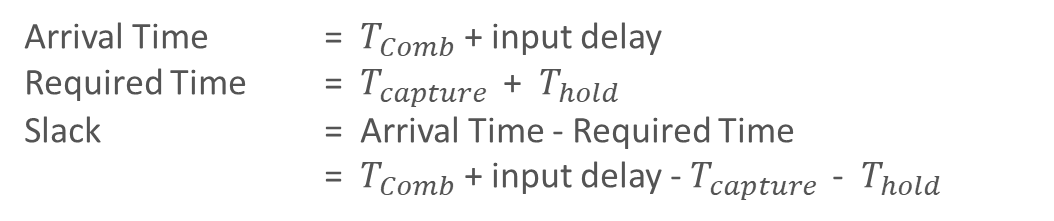 Arrival Time = T_Comb + input delay
Required Time = T_capture + T_hold
Slack = Arrival Time - Required Time
= T_Comb + input delay - T_capture - T_hold